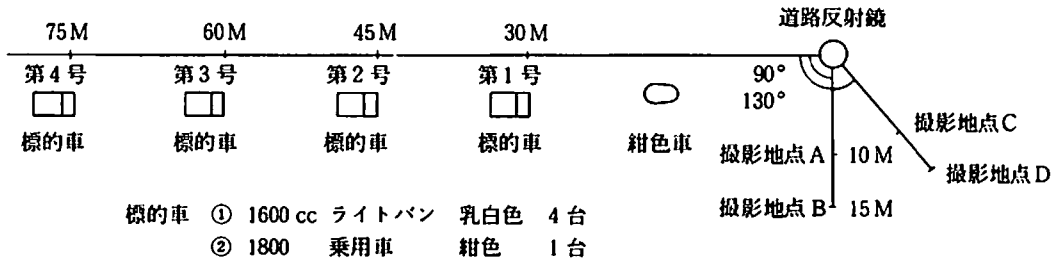 道路反射鏡
75M 60M 45M 30M
第4号 第3号 第2号 第1号 90°
130°
標的車 標的車 標的車 標的車 紺色車
撮影地点C
撮影地点A 10M
撮影地点D
撮影地点B 15M
標的車 ① 1600cc ライトバン 乳白色 4台
② 1800 乗用車 紺色 1台